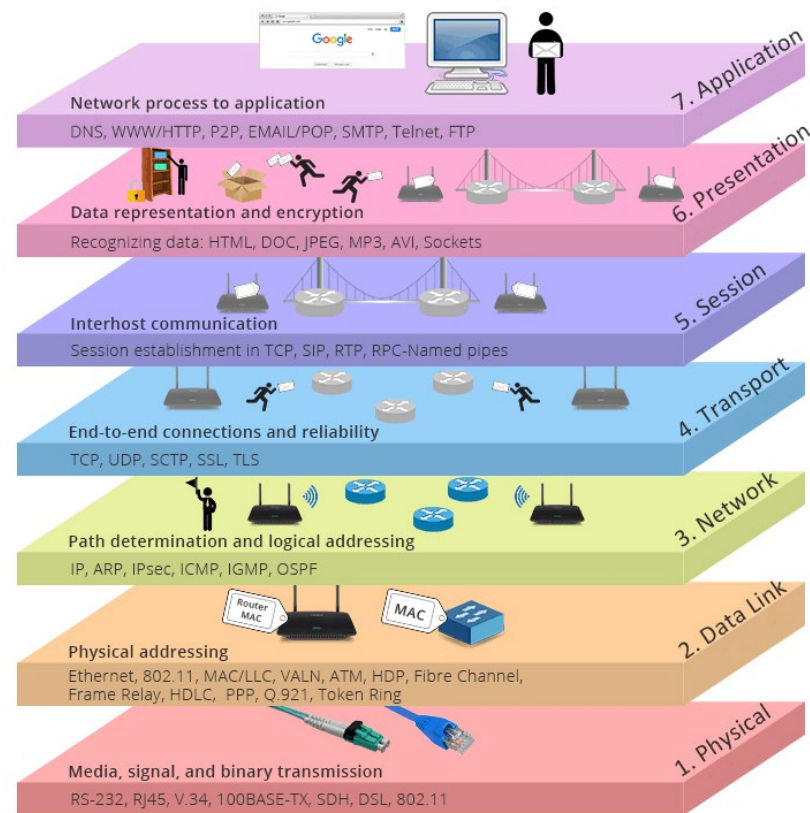 Google
7. Application
Network process to application
DNS, WWW/HTTP, P2P, EMAIL/POP, SMTP, Telnet, FTP
6. Presentation
Data representation and encryption
Recognizing data: HTML, DOC, JPEG, MP3, AVI, Sockets
5. Session
Interhost communication
Session establishment in TCP, SIP, RTP, RPC-Named pipes
4. Transport
End-to-end connections and reliability
TCP, UDP, SCTP, SSL, TLS
3. Network
Path determination and logical addressing
IP, ARP, IPsec, ICMP, IGMP, OSPF
Router
MAC
MAC
2. Data Link
Physical addressing
Ethernet, 802.11, MAC/LLC, VALN, ATM, HDP, Fibre Channel,
Frame Relay, HDLC, PPP, Q.921, Token Ring
1. Physical
Media, signal, and binary transmission
RS-232, RJ45, V.34, 100BASE-TX, SDH, DSL, 802.11